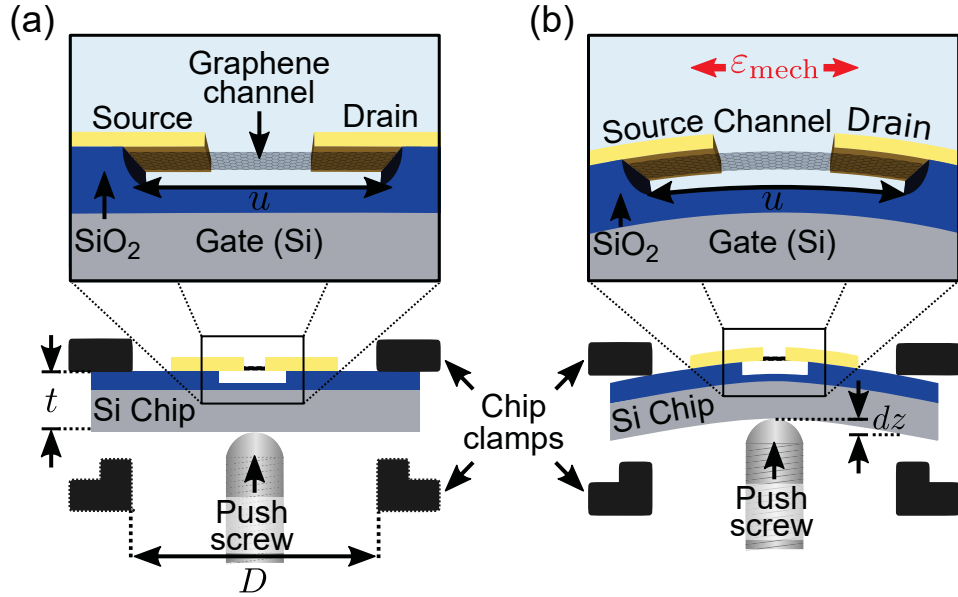 (a)
Graphene
channel
Source
Drain
u
SiO₂
Gate (Si)
t
Si Chip
Push
screw
D
Chip
clamps
(b)
ε_mech
Source Channel Drain
u
SiO₂
Gate (Si)
Si Chip
dz
Push
screw